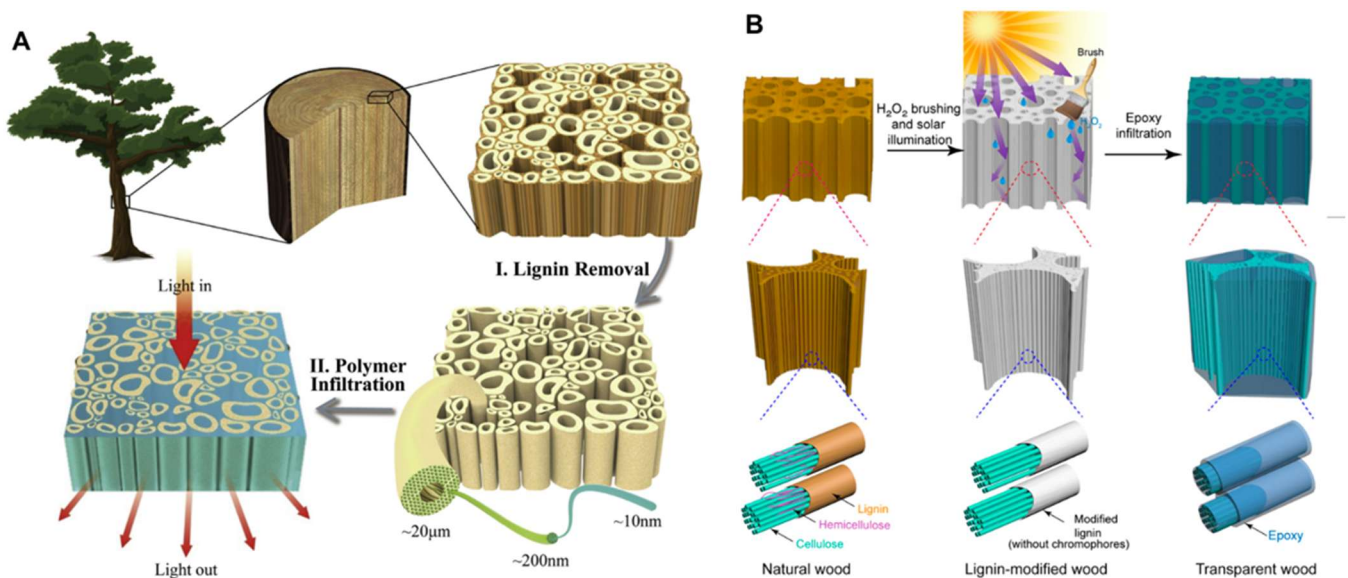 A
I. Lignin Removal
Light in
II. Polymer
Infiltration
~20μm
~200nm
~10nm
Light out
B
Brush
H₂O₂ brushing
and solar
illumination
H₂O₂
Epoxy
infiltration
Lignin
Hemicellulose
Cellulose
Modified
lignin
(without chromophores)
Epoxy
Natural wood
Lignin-modified wood
Transparent wood